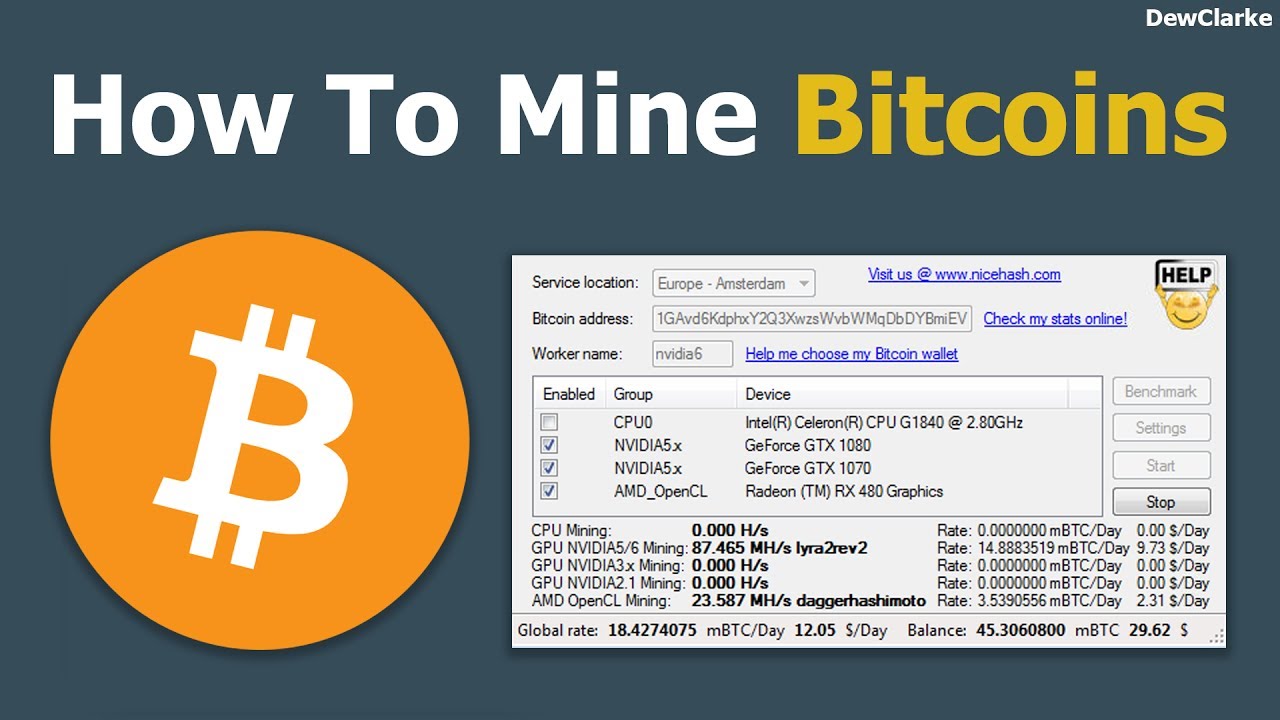 DewClarke
How To Mine Bitcoins
Service location: Europe - Amsterdam Visit us @ www.nicehash.com HELP
Bitcoin address: 1GAvd6KdphxY2Q3XwzsWvbWMqDbDYBmiEV Check my stats online!
Worker name: nvidia6 Help me choose my Bitcoin wallet
Enabled Group Device Benchmark
CPU0 Intel(R) Celeron(R) CPU G1840 @ 2.80GHz Settings
NVIDIA5.x GeForce GTX 1080
NVIDIA5.x GeForce GTX 1070 Start
AMD_OpenCL Radeon (TM) RX 480 Graphics Stop
CPU Mining: 0.000 H/s Rate: 0.0000000 mBTC/Day 0.00 $/Day
GPU NVIDIA5/6 Mining: 87.465 MH/s lyra2rev2 Rate: 14.8883519 mBTC/Day 9.73 $/Day
GPU NVIDIA3.x Mining: 0.000 H/s Rate: 0.0000000 mBTC/Day 0.00 $/Day
GPU NVIDIA2.1 Mining: 0.000 H/s Rate: 0.0000000 mBTC/Day 0.00 $/Day
AMD OpenCL Mining: 23.587 MH/s daggerhashimoto Rate: 3.5390556 mBTC/Day 2.31 $/Day
Global rate: 18.4274075 mBTC/Day 12.05 $/Day Balance: 45.3060800 mBTC 29.62 $